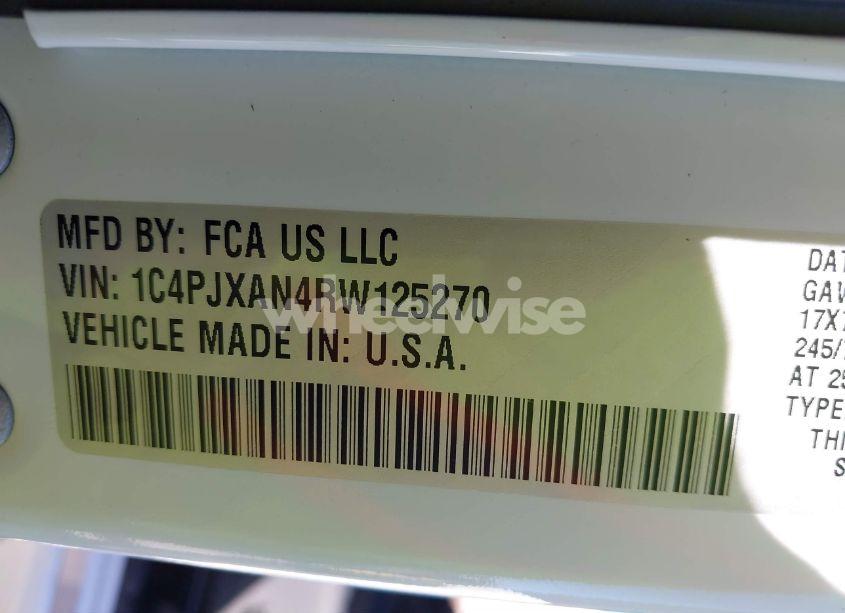 MFD BY: FCA US LLC
VIN: 1C4PJXAN4RW125270
VEHICLE MADE IN: U.S.A.
wheelwise
DAT
GAW
17X7
245/7
AT 25
TYPE
THI
S